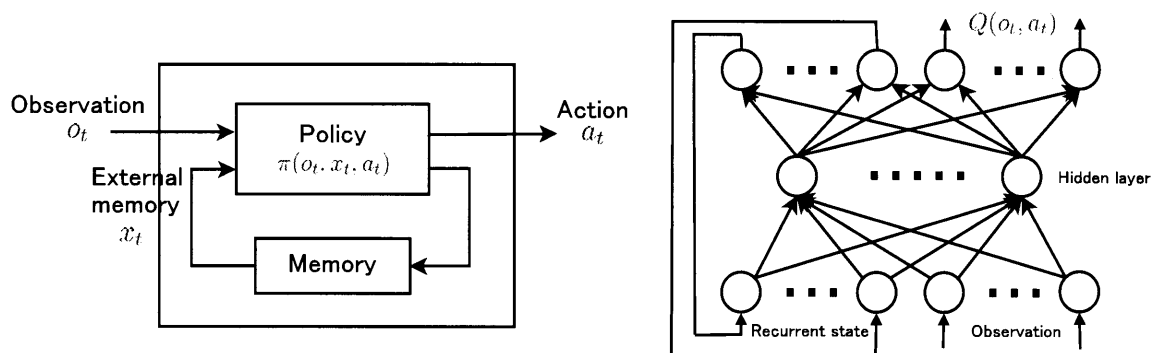 Observation
o_t
External
memory
x_t
Policy
π(o_t, x_t, a_t)
Memory
Action
a_t
Q(o_t, a_t)
Hidden layer
Recurrent state
Observation